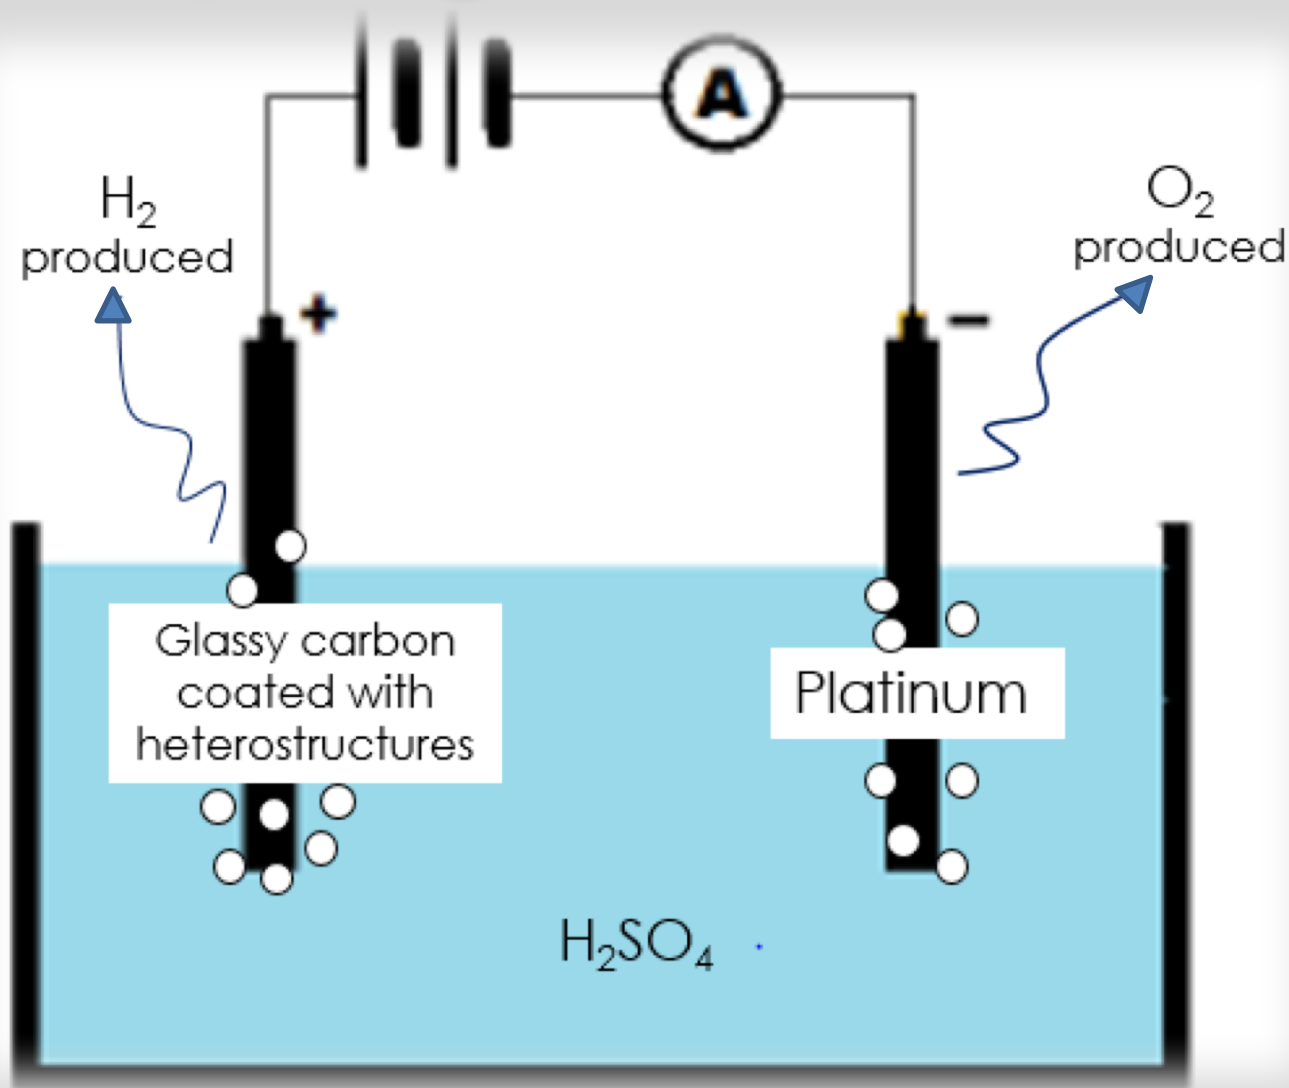 A
H₂
produced
O₂
produced
+
−
Glassy carbon
coated with
heterostructures
Platinum
H₂SO₄